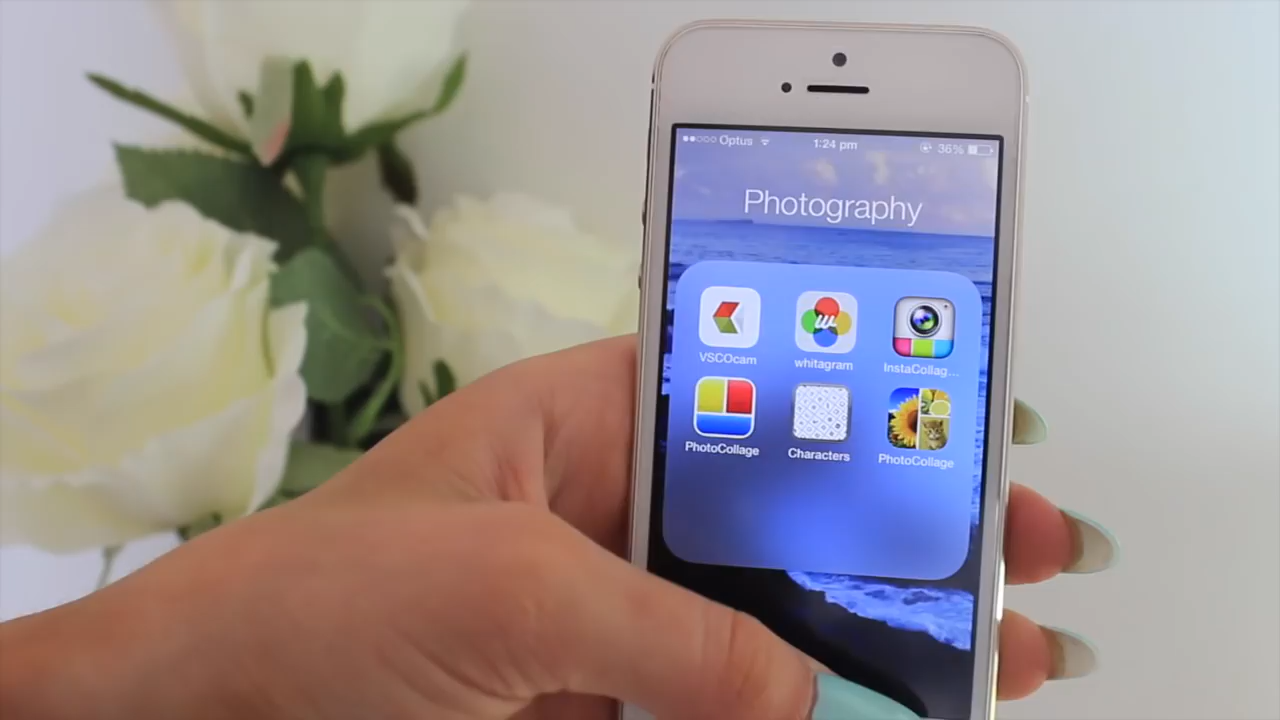 Optus 1:24 pm 36%
Photography
VSCOcam whitagram InstaCollag...
PhotoCollage Characters PhotoCollage